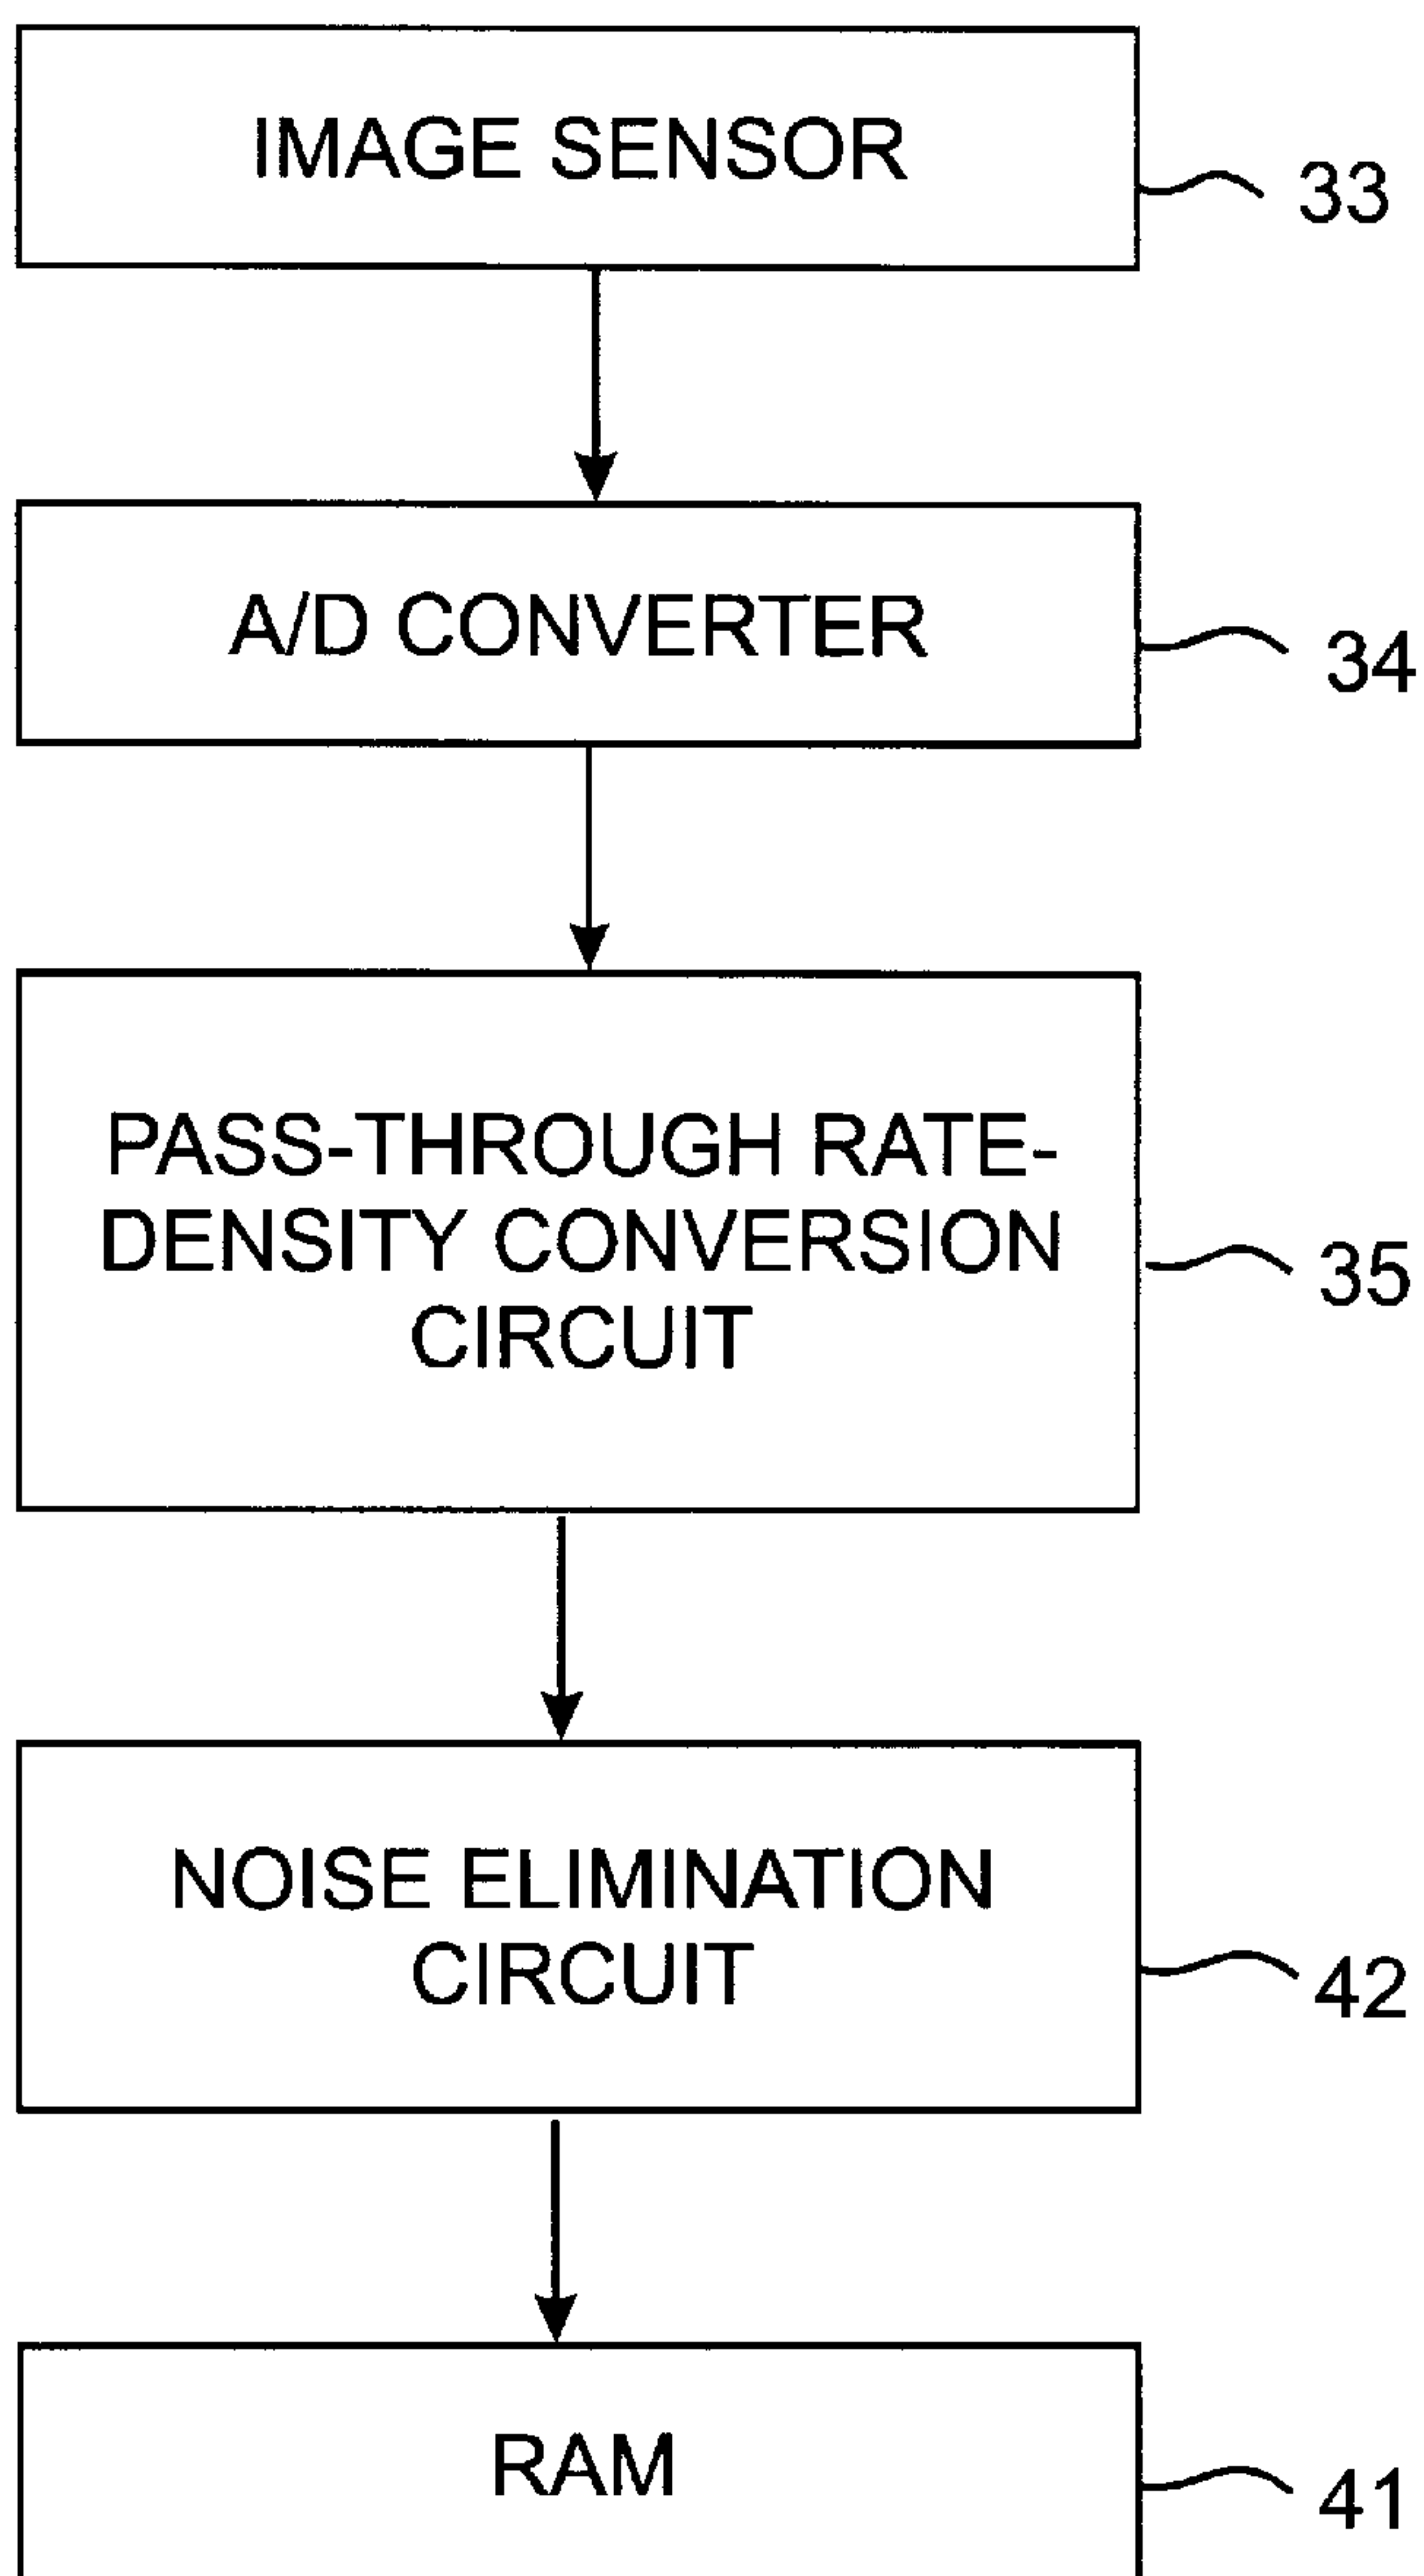 IMAGE SENSOR
33
A/D CONVERTER
34
PASS-THROUGH RATE-
DENSITY CONVERSION
CIRCUIT
35
NOISE ELIMINATION
CIRCUIT
42
RAM
41